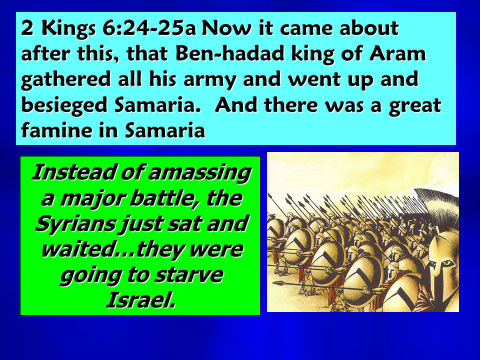 2 Kings 6:24-25a Now it came about
after this, that Ben-hadad king of Aram
gathered all his army and went up and
besieged Samaria.  And there was a great
famine in Samaria
Instead of amassing
a major battle, the
Syrians just sat and
waited...they were
going to starve
Israel.